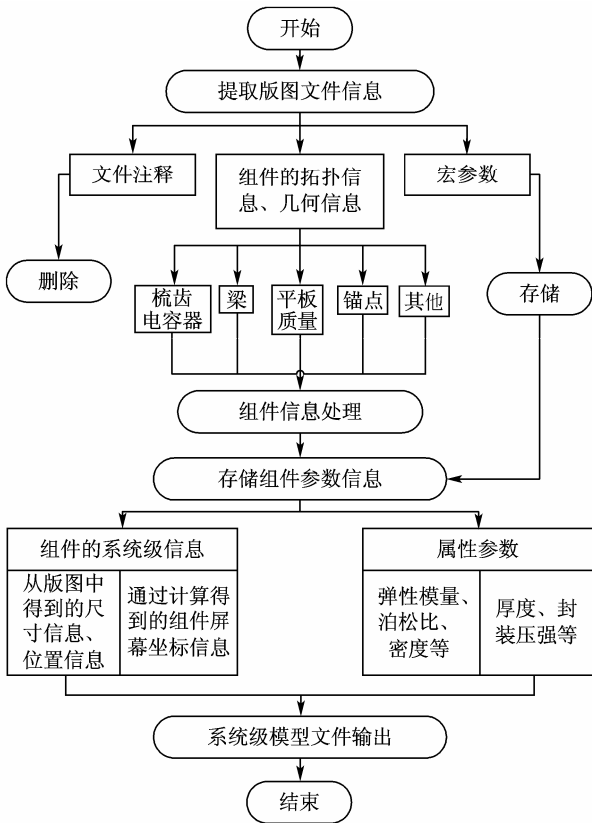 开始
提取版图文件信息
文件注释
组件的拓扑信
息、几何信息
宏参数
删除
梳齿
电容器
梁
平板
质量
锚点
其他
存储
组件信息处理
存储组件参数信息
组件的系统级信息
从版图中
得到的尺
寸信息、
位置信息
通过计算得
到的组件屏
幕坐标信息
属性参数
弹性模量、
泊松比、
密度等
厚度、封
装压强等
系统级模型文件输出
结束